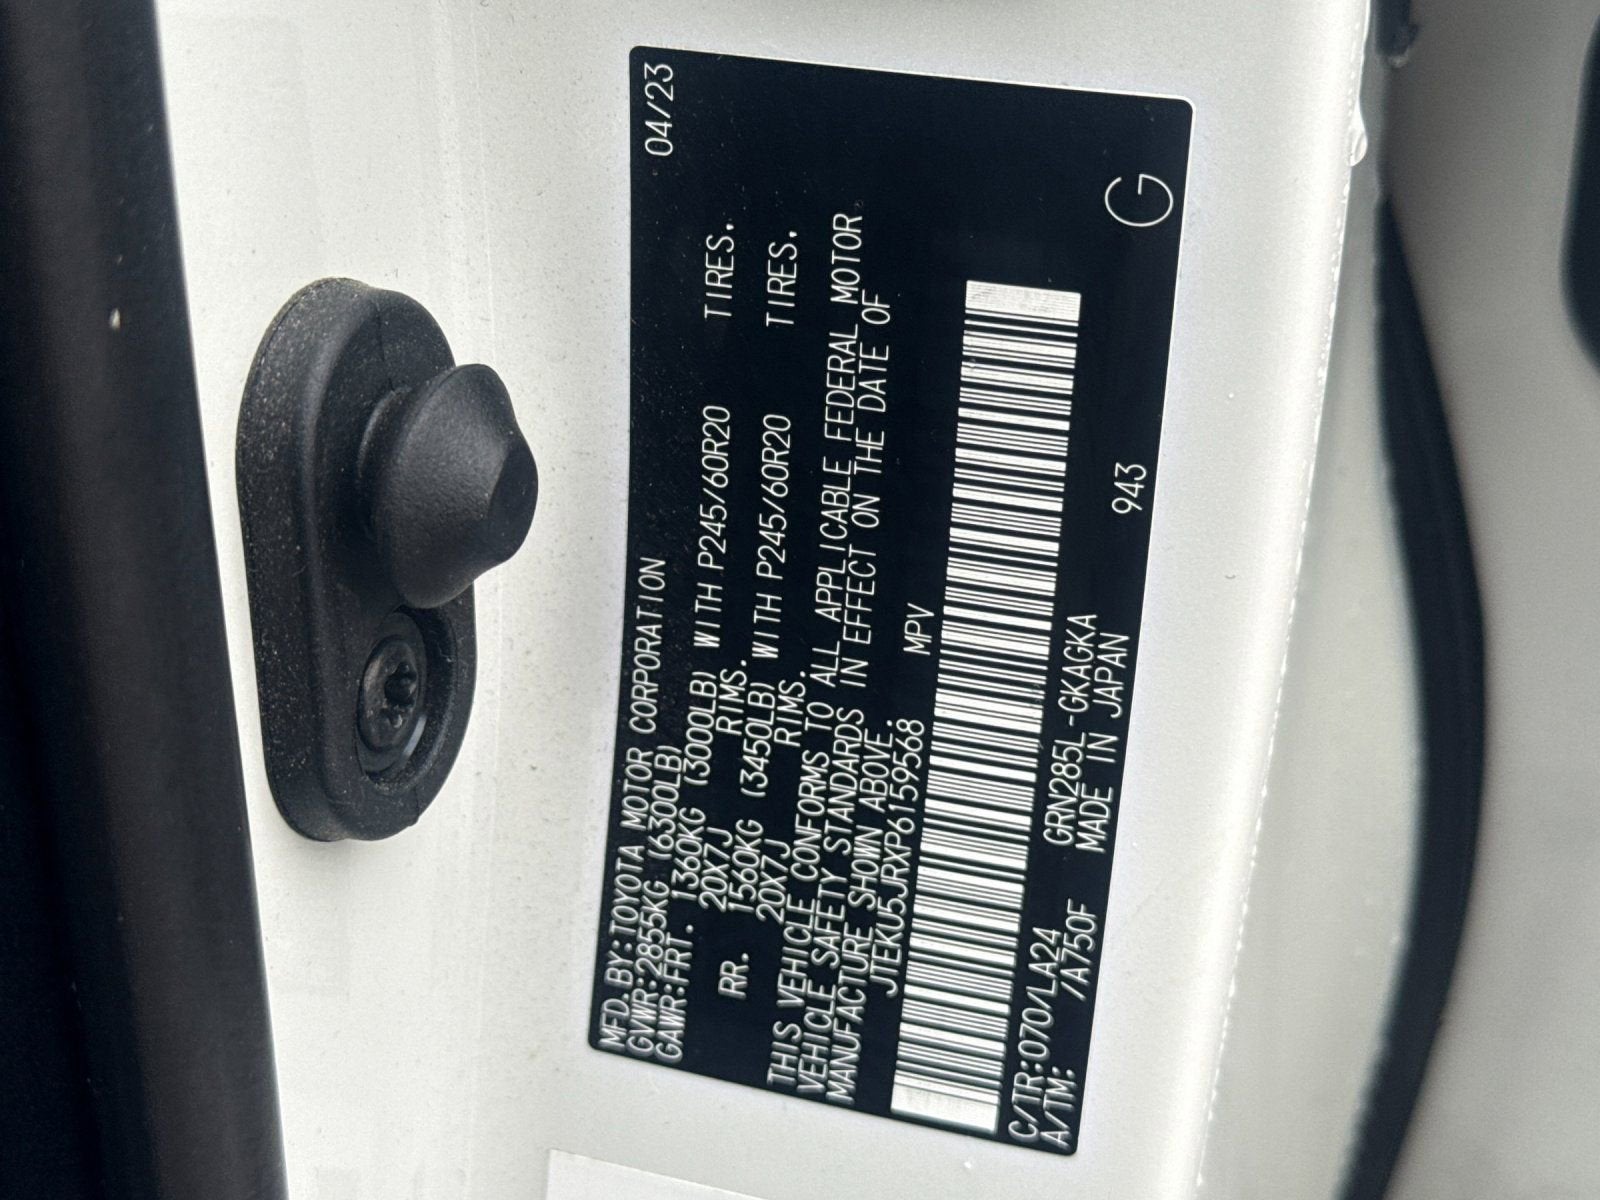 MFD.BY:TOYOTA MOTOR CORPORATION 04/23
GVWR:2855KG (6300LB)
GAWR:FRT. 1360KG (3000LB) WITH P245/60R20 TIRES,
20X7J RIMS.
RR. 1560KG (3450LB) WITH P245/60R20 TIRES,
20X7J RIMS.
THIS VEHICLE CONFORMS TO ALL APPLICABLE FEDERAL MOTOR
VEHICLE SAFETY STANDARDS IN EFFECT ON THE DATE OF
MANUFACTURE SHOWN ABOVE.
JTEKU5JRXP6159568 MPV
C/TR:070/LA24 GRN285L-GKAGKA
A/TM: /A750F MADE IN JAPAN 943 G